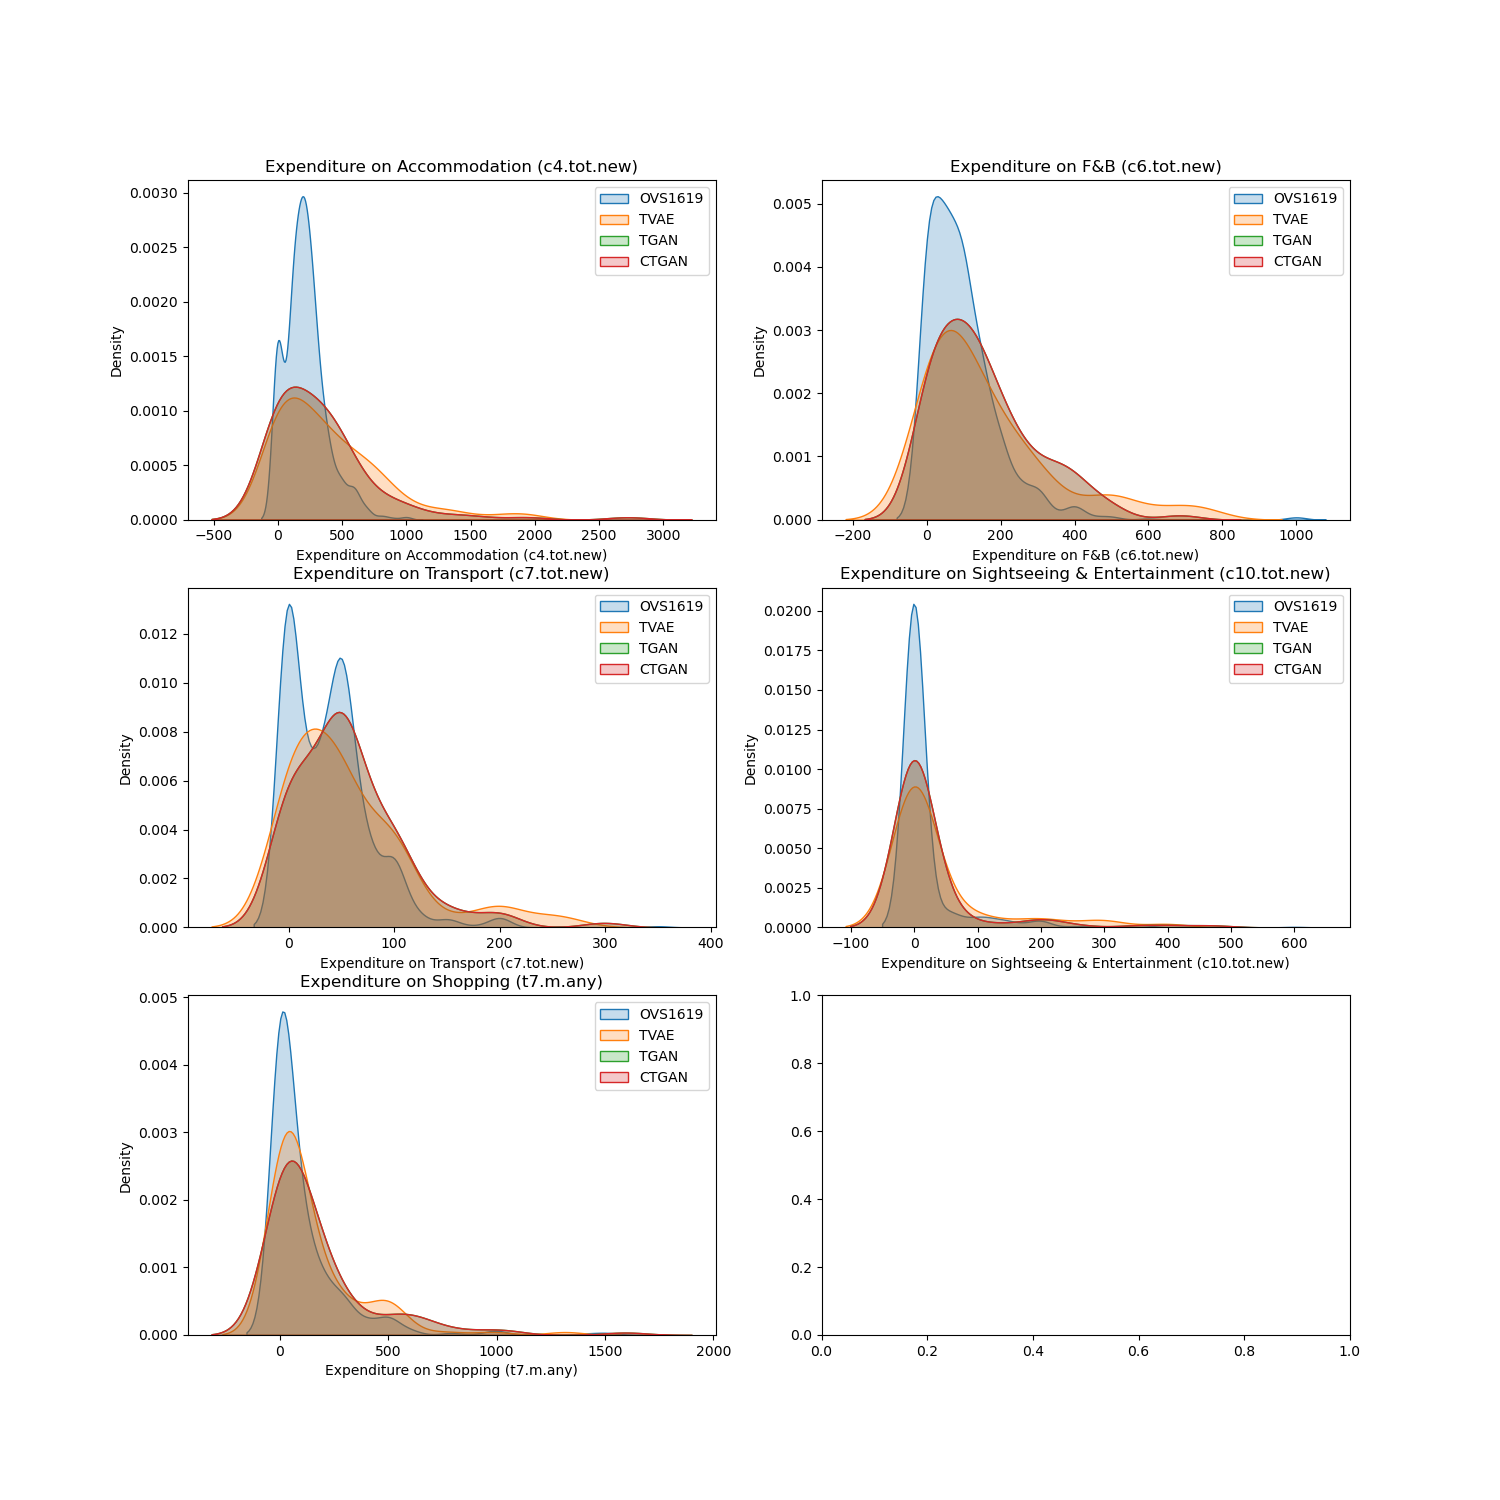 Expenditure on Accommodation (c4.tot.new)
0.0030
0.0025
0.0020
0.0015
0.0010
0.0005
0.0000
Density
OVS1619
TVAE
TGAN
CTGAN
−500 0 500 1000 1500 2000 2500 3000
Expenditure on Accommodation (c4.tot.new)
Expenditure on F&B (c6.tot.new)
0.005
0.004
0.003
0.002
0.001
0.000
Density
OVS1619
TVAE
TGAN
CTGAN
−200 0 200 400 600 800 1000
Expenditure on F&B (c6.tot.new)
Expenditure on Transport (c7.tot.new)
0.012
0.010
0.008
0.006
0.004
0.002
0.000
Density
OVS1619
TVAE
TGAN
CTGAN
0 100 200 300 400
Expenditure on Transport (c7.tot.new)
Expenditure on Sightseeing & Entertainment (c10.tot.new)
0.0200
0.0175
0.0150
0.0125
0.0100
0.0075
0.0050
0.0025
0.0000
Density
OVS1619
TVAE
TGAN
CTGAN
−100 0 100 200 300 400 500 600
Expenditure on Sightseeing & Entertainment (c10.tot.new)
Expenditure on Shopping (t7.m.any)
0.005
0.004
0.003
0.002
0.001
0.000
Density
OVS1619
TVAE
TGAN
CTGAN
0 500 1000 1500 2000
Expenditure on Shopping (t7.m.any)
1.0
0.8
0.6
0.4
0.2
0.0
0.0 0.2 0.4 0.6 0.8 1.0